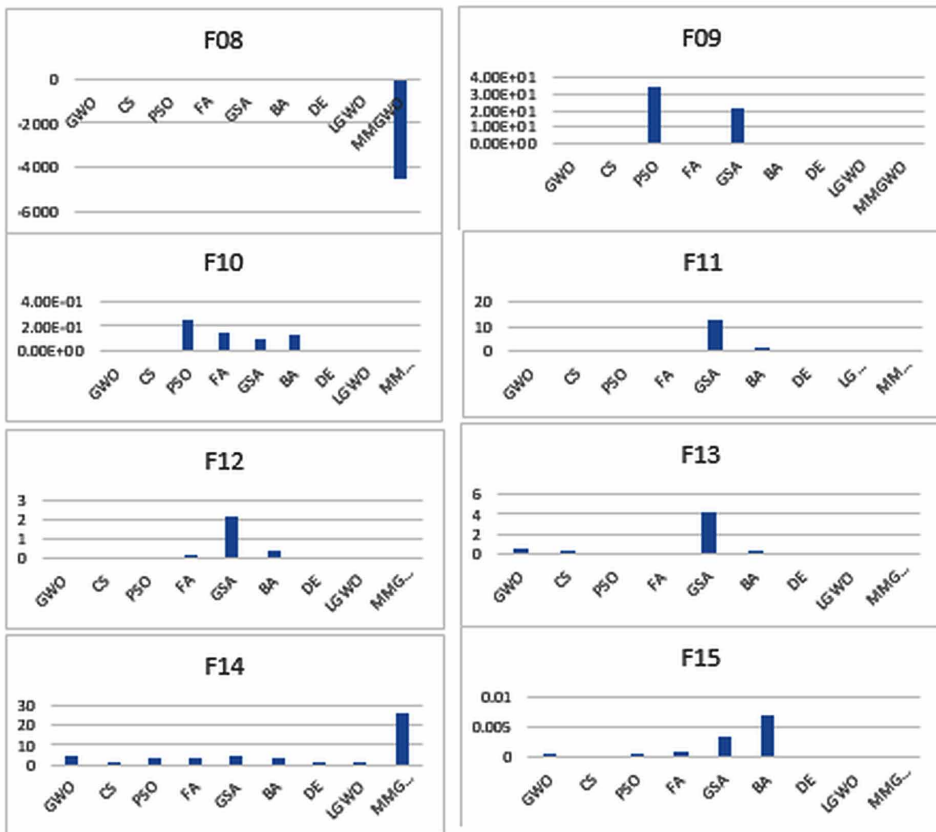 F08
0
-2000
-4000
-6000
GWO CS PSO FA GSA BA DE LGWO MMGWO
F09
4.00E+01
3.00E+01
2.00E+01
1.00E+01
0.00E+00
GWO CS PSO FA GSA BA DE LGWO MMGWO
F10
4.00E-01
2.00E-01
0.00E+00
GWO CS PSO FA GSA BA DE LGWO MM...
F11
20
10
0
GWO CS PSO FA GSA BA DE LG... MM...
F12
3
2
1
0
GWO CS PSO FA GSA BA DE LGWO MMG...
F13
6
4
2
0
GWO CS PSO FA GSA BA DE LGWO MMG...
F14
30
20
10
0
GWO CS PSO FA GSA BA DE LGWO MMG...
F15
0.01
0.005
0
GWO CS PSO FA GSA BA DE LGWO MMG...